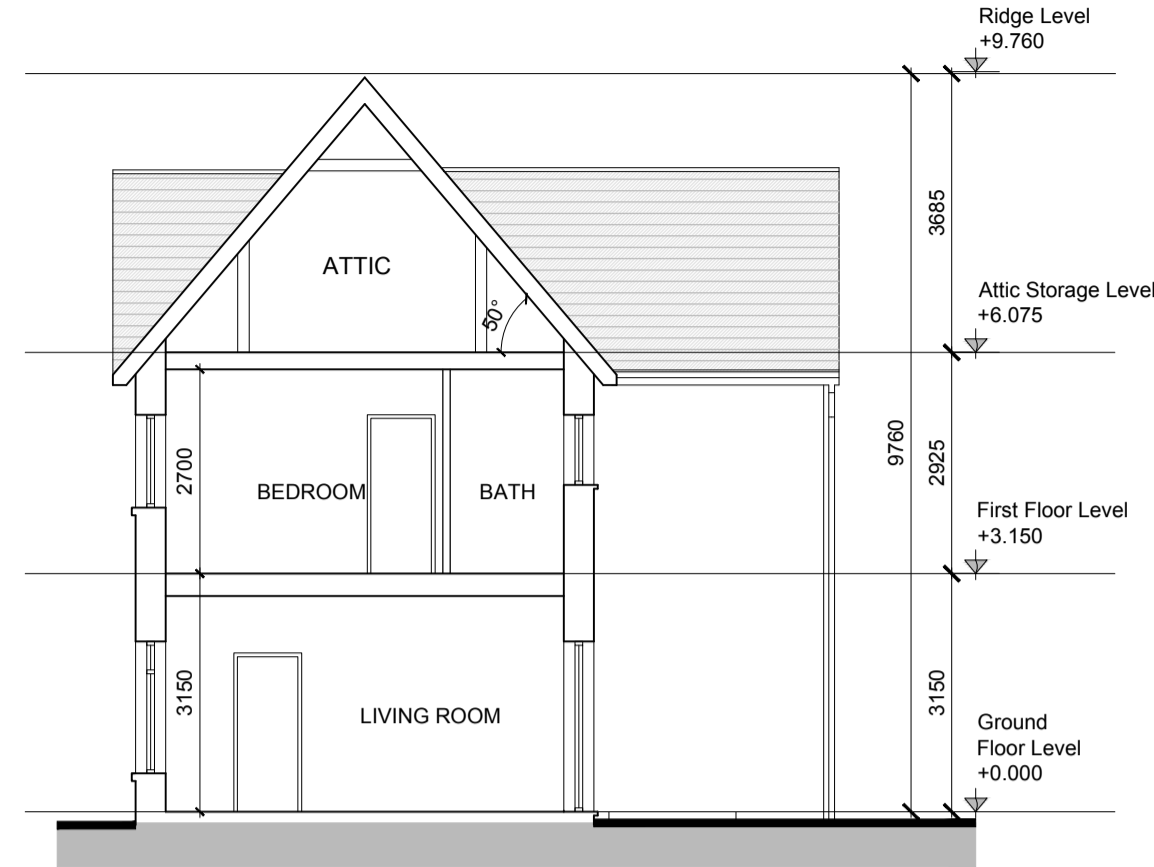 Ridge Level
+9.760
3685
ATTIC
50°
Attic Storage Level
+6.075
2700
9760
2925
BEDROOM
BATH
First Floor Level
+3.150
3150
LIVING ROOM
3150
Ground
Floor Level
+0.000